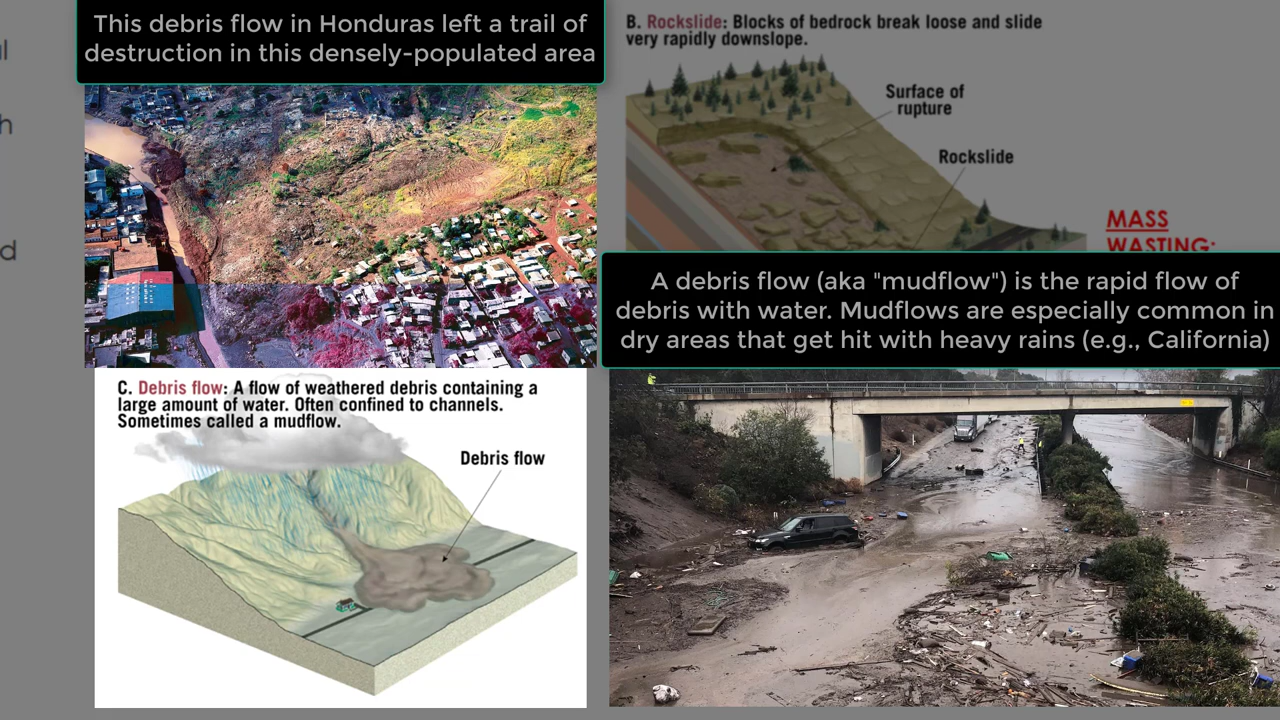 This debris flow in Honduras left a trail of
destruction in this densely-populated area
B. Rockslide: Blocks of bedrock break loose and slide
very rapidly downslope.
Surface of
rupture
Rockslide
MASS
WASTING:
A debris flow (aka "mudflow") is the rapid flow of
debris with water. Mudflows are especially common in
dry areas that get hit with heavy rains (e.g., California)
C. Debris flow: A flow of weathered debris containing a
large amount of water. Often confined to channels.
Sometimes called a mudflow.
Debris flow